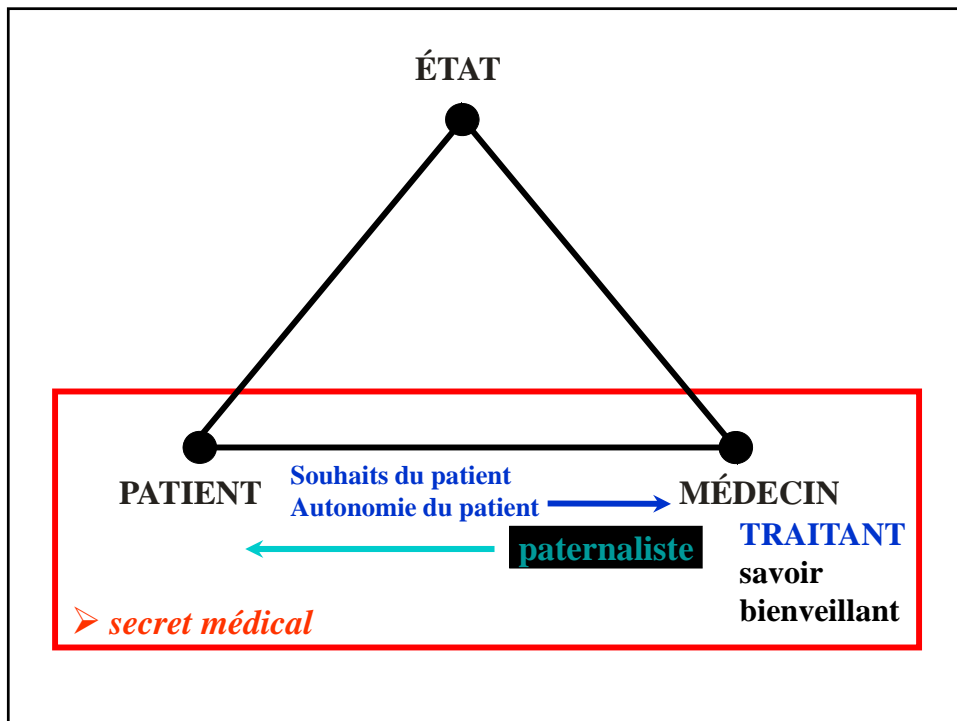 ÉTAT
PATIENT
Souhaits du patient
Autonomie du patient
MÉDECIN
TRAITANT
savoir
bienveillant
paternaliste
➢ secret médical